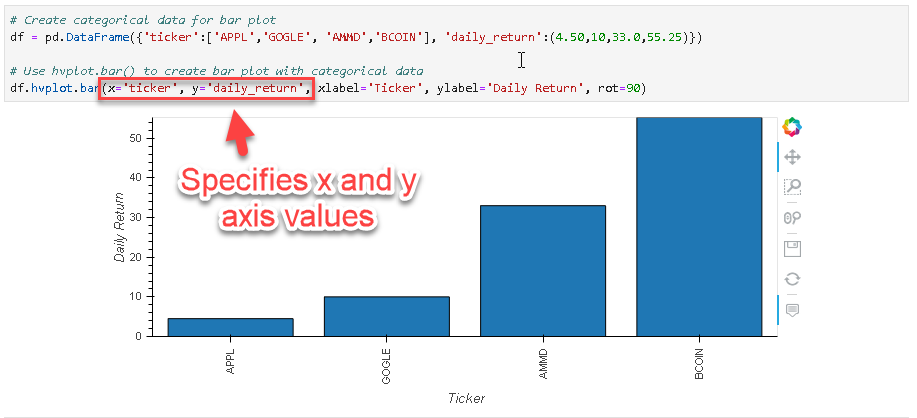 # Create categorical data for bar plot
df = pd.DataFrame({'ticker':['APPL','GOGLE', 'AMMD','BCOIN'], 'daily_return':(4.50,10,33.0,55.25)})
# Use hvplot.bar() to create bar plot with categorical data
df.hvplot.bar(x='ticker', y='daily_return', xlabel='Ticker', ylabel='Daily Return', rot=90)
Specifies x and y
axis values
Daily Return
50
40
30
20
10
0
APPL
GOGLE
AMMD
BCOIN
Ticker